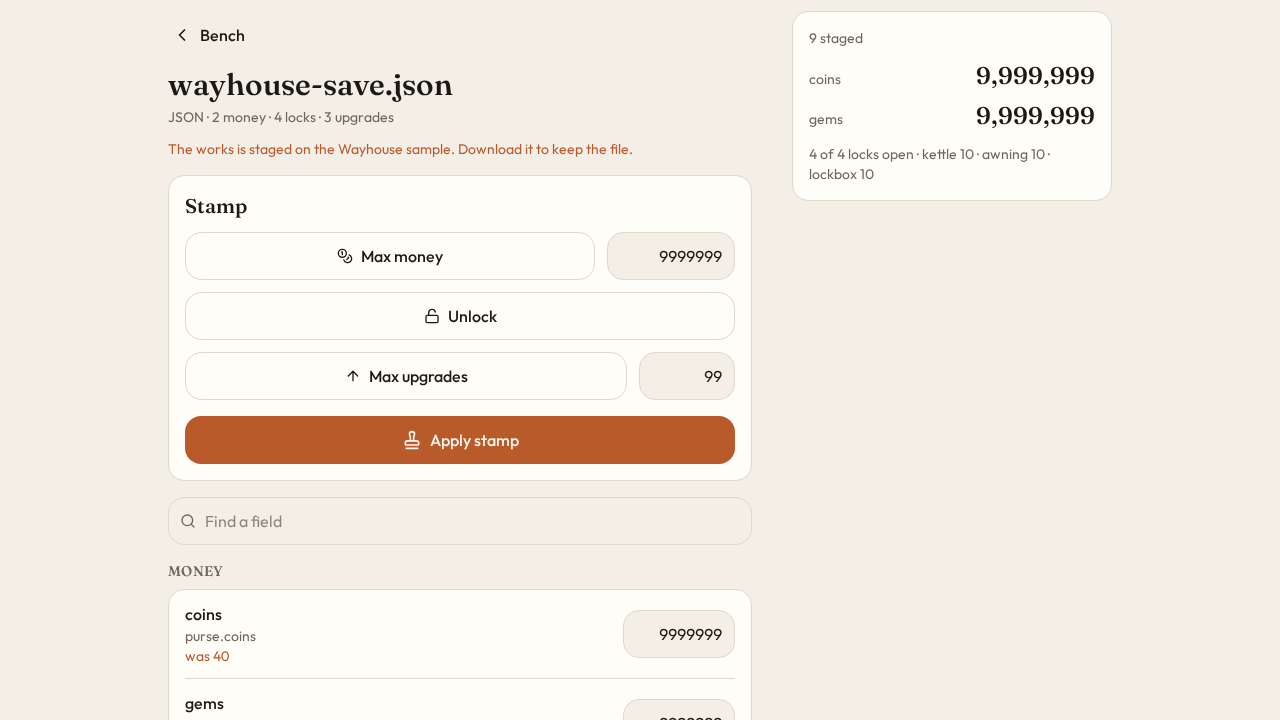 Bench
wayhouse-save.json
JSON · 2 money · 4 locks · 3 upgrades
The works is staged on the Wayhouse sample. Download it to keep the file.
Stamp
Max money
9999999
Unlock
Max upgrades
99
Apply stamp
Find a field
MONEY
coins
purse.coins
was 40
9999999
gems
9 staged
coins
9,999,999
gems
9,999,999
4 of 4 locks open · kettle 10 · awning 10 ·
lockbox 10